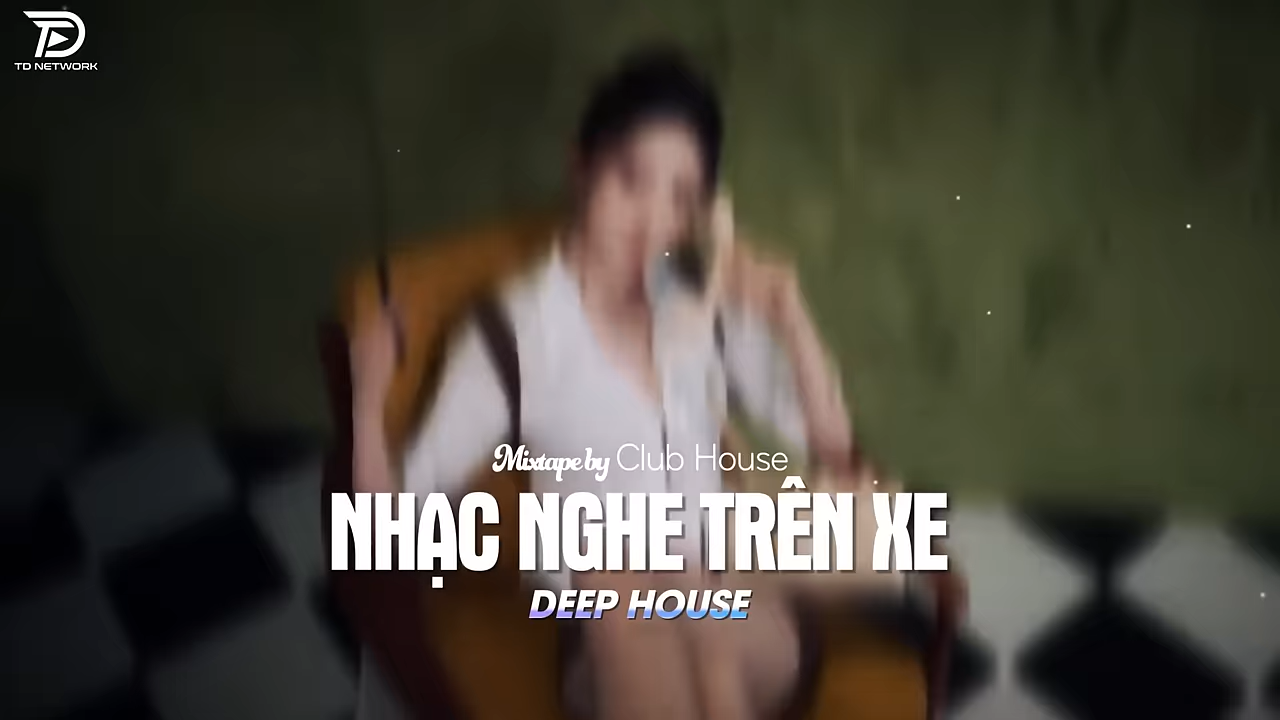 TD NETWORK
Mixtape by Club House
NHẠC NGHE TRÊN XE
DEEP HOUSE